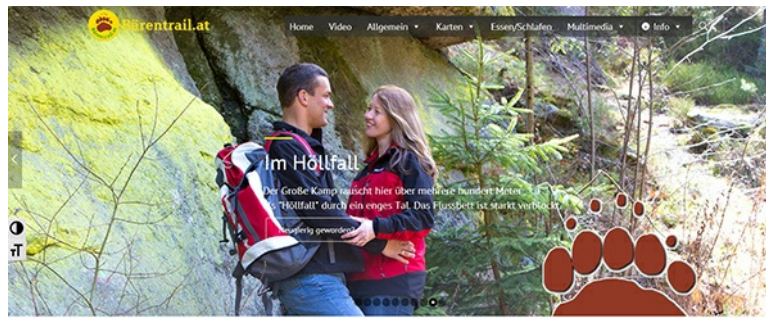 Bärentrail.at
Home Video Allgemein Karten Essen/Schlafen Multimedia Info
Im Höllfall
Der Große Kamp rauscht hier über mehrere hundert Meter
als "Höllfall" durch ein enges Tal. Das Flussbett ist starkt verblockt.
Neugierig geworden?